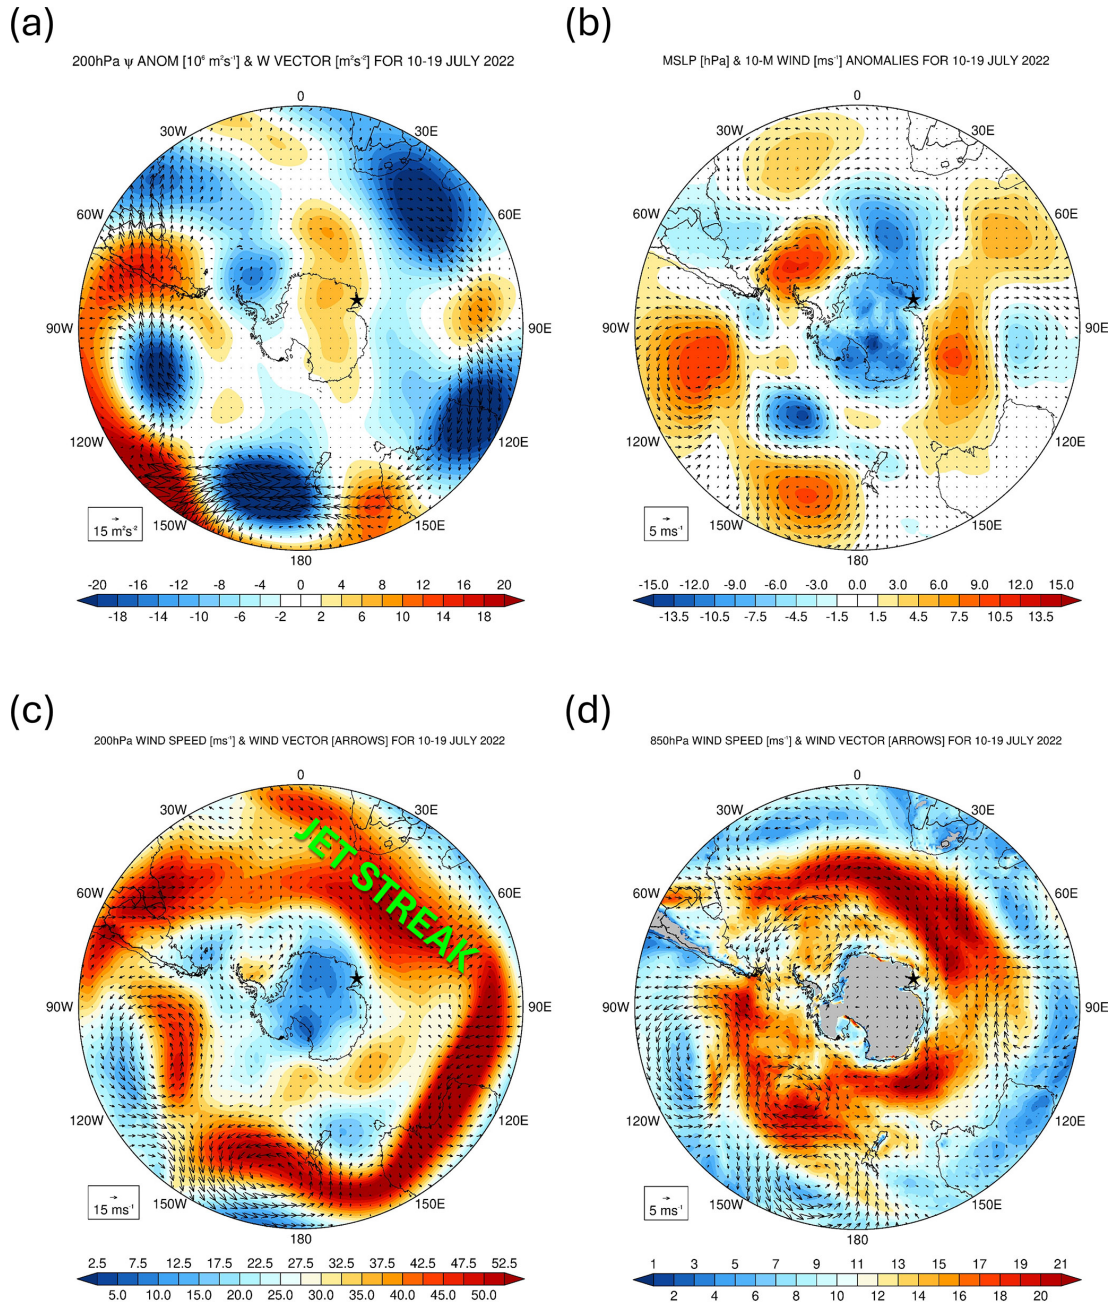 (a)
200hPa ψ ANOM [10⁶ m²s⁻¹] & W VECTOR [m²s⁻²] FOR 10-19 JULY 2022
0
30W
30E
60W
60E
90W
90E
120W
120E
150W
150E
180
15 m²s⁻²
-20 -16 -12 -8 -4 0 4 8 12 16 20
-18 -14 -10 -6 -2 2 6 10 14 18
(b)
MSLP [hPa] & 10-M WIND [ms⁻¹] ANOMALIES FOR 10-19 JULY 2022
0
30W
30E
60W
60E
90W
90E
120W
120E
150W
150E
180
5 ms⁻¹
-15.0 -12.0 -9.0 -6.0 -3.0 0.0 3.0 6.0 9.0 12.0 15.0
-13.5 -10.5 -7.5 -4.5 -1.5 1.5 4.5 7.5 10.5 13.5
(c)
200hPa WIND SPEED [ms⁻¹] & WIND VECTOR [ARROWS] FOR 10-19 JULY 2022
0
30W
30E
JET STREAK
60W
60E
90W
90E
120W
120E
150W
150E
180
15 ms⁻¹
2.5 7.5 12.5 17.5 22.5 27.5 32.5 37.5 42.5 47.5 52.5
5.0 10.0 15.0 20.0 25.0 30.0 35.0 40.0 45.0 50.0
(d)
850hPa WIND SPEED [ms⁻¹] & WIND VECTOR [ARROWS] FOR 10-19 JULY 2022
0
30W
30E
60W
60E
90W
90E
120W
120E
150W
150E
180
5 ms⁻¹
1 3 5 7 9 11 13 15 17 19 21
2 4 6 8 10 12 14 16 18 20